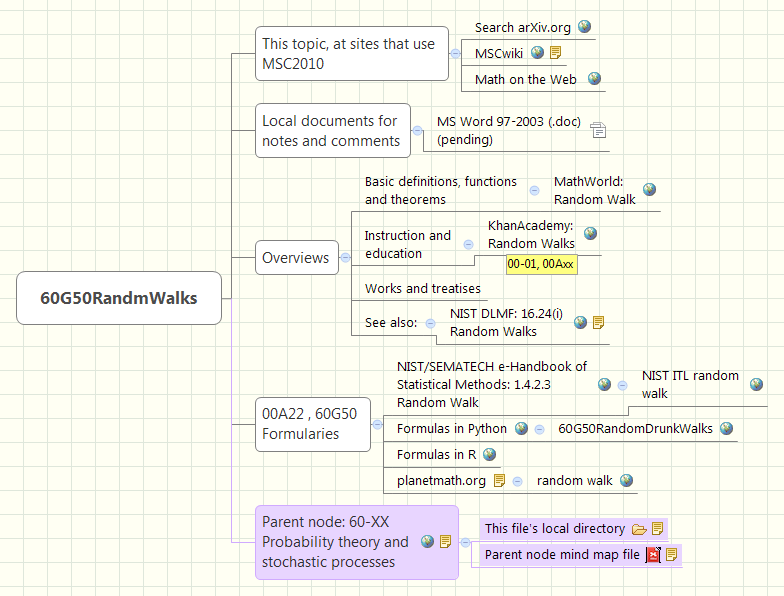 60G50RandmWalks
This topic, at sites that use
MSC2010
Search arXiv.org
MSCwiki
Math on the Web
Local documents for
notes and comments
MS Word 97-2003 (.doc)
(pending)
Overviews
Basic definitions, functions
and theorems
MathWorld:
Random Walk
Instruction and
education
KhanAcademy:
Random Walks
00-01, 00Axx
Works and treatises
See also:
NIST DLMF: 16.24(i)
Random Walks
00A22 , 60G50
Formularies
NIST/SEMATECH e-Handbook of
Statistical Methods: 1.4.2.3
Random Walk
NIST ITL random
walk
Formulas in Python
60G50RandomDrunkWalks
Formulas in R
planetmath.org
random walk
Parent node: 60-XX
Probability theory and
stochastic processes
This file's local directory
Parent node mind map file